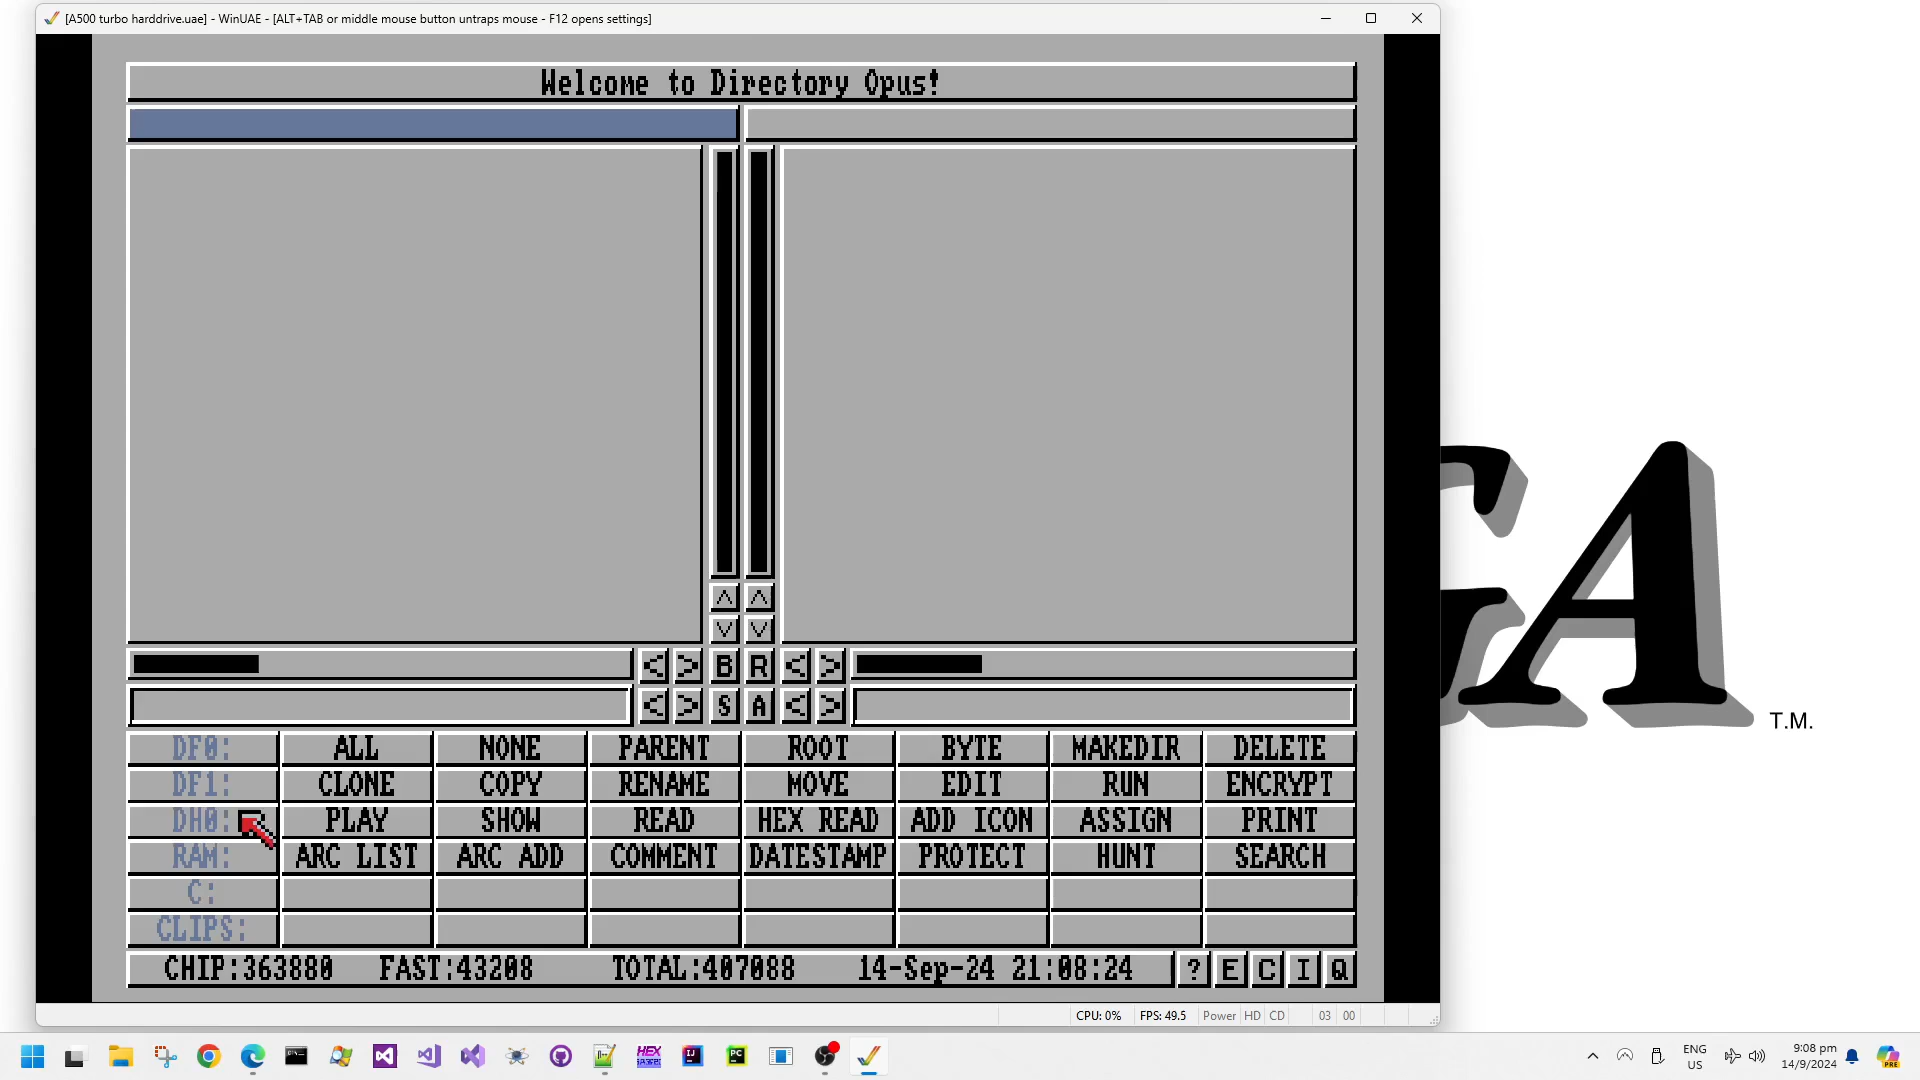 [A500 turbo harddrive.uae] - WinUAE - [ALT+TAB or middle mouse button untraps mouse - F12 opens settings]
Welcome to Directory Opus!
< > B R < >
< > S A < >
DF0: ALL NONE PARENT ROOT BYTE MAKEDIR DELETE
DF1: CLONE COPY RENAME MOVE EDIT RUN ENCRYPT
DH0: PLAY SHOW READ HEX READ ADD ICON ASSIGN PRINT
RAM: ARC LIST ARC ADD COMMENT DATESTAMP PROTECT HUNT SEARCH
C:
CLIPS:
CHIP:363880 FAST:43208 TOTAL:407088 14-Sep-24 21:08:24 ? E C I Q
CPU: 0% FPS: 49.5 Power HD CD 03 00
GA T.M.
HEX
IJ
PC
ENG
US
9:08 pm
14/9/2024
PRE